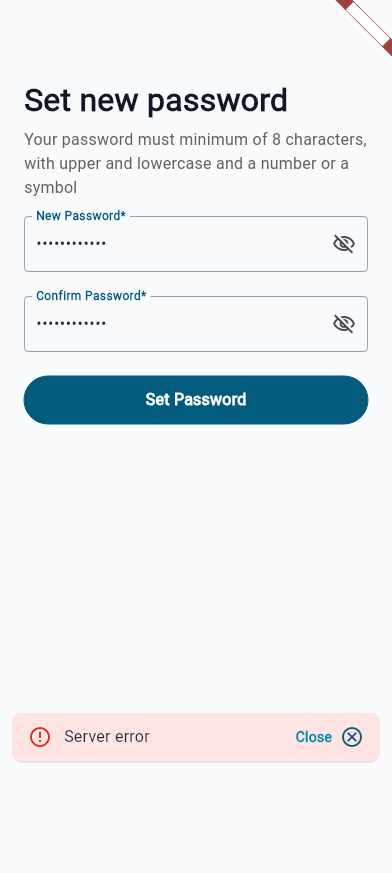 Set new password
Your password must minimum of 8 characters,
with upper and lowercase and a number or a
symbol
New Password*
••••••••••••
Confirm Password*
••••••••••••
Set Password
Server error
Close